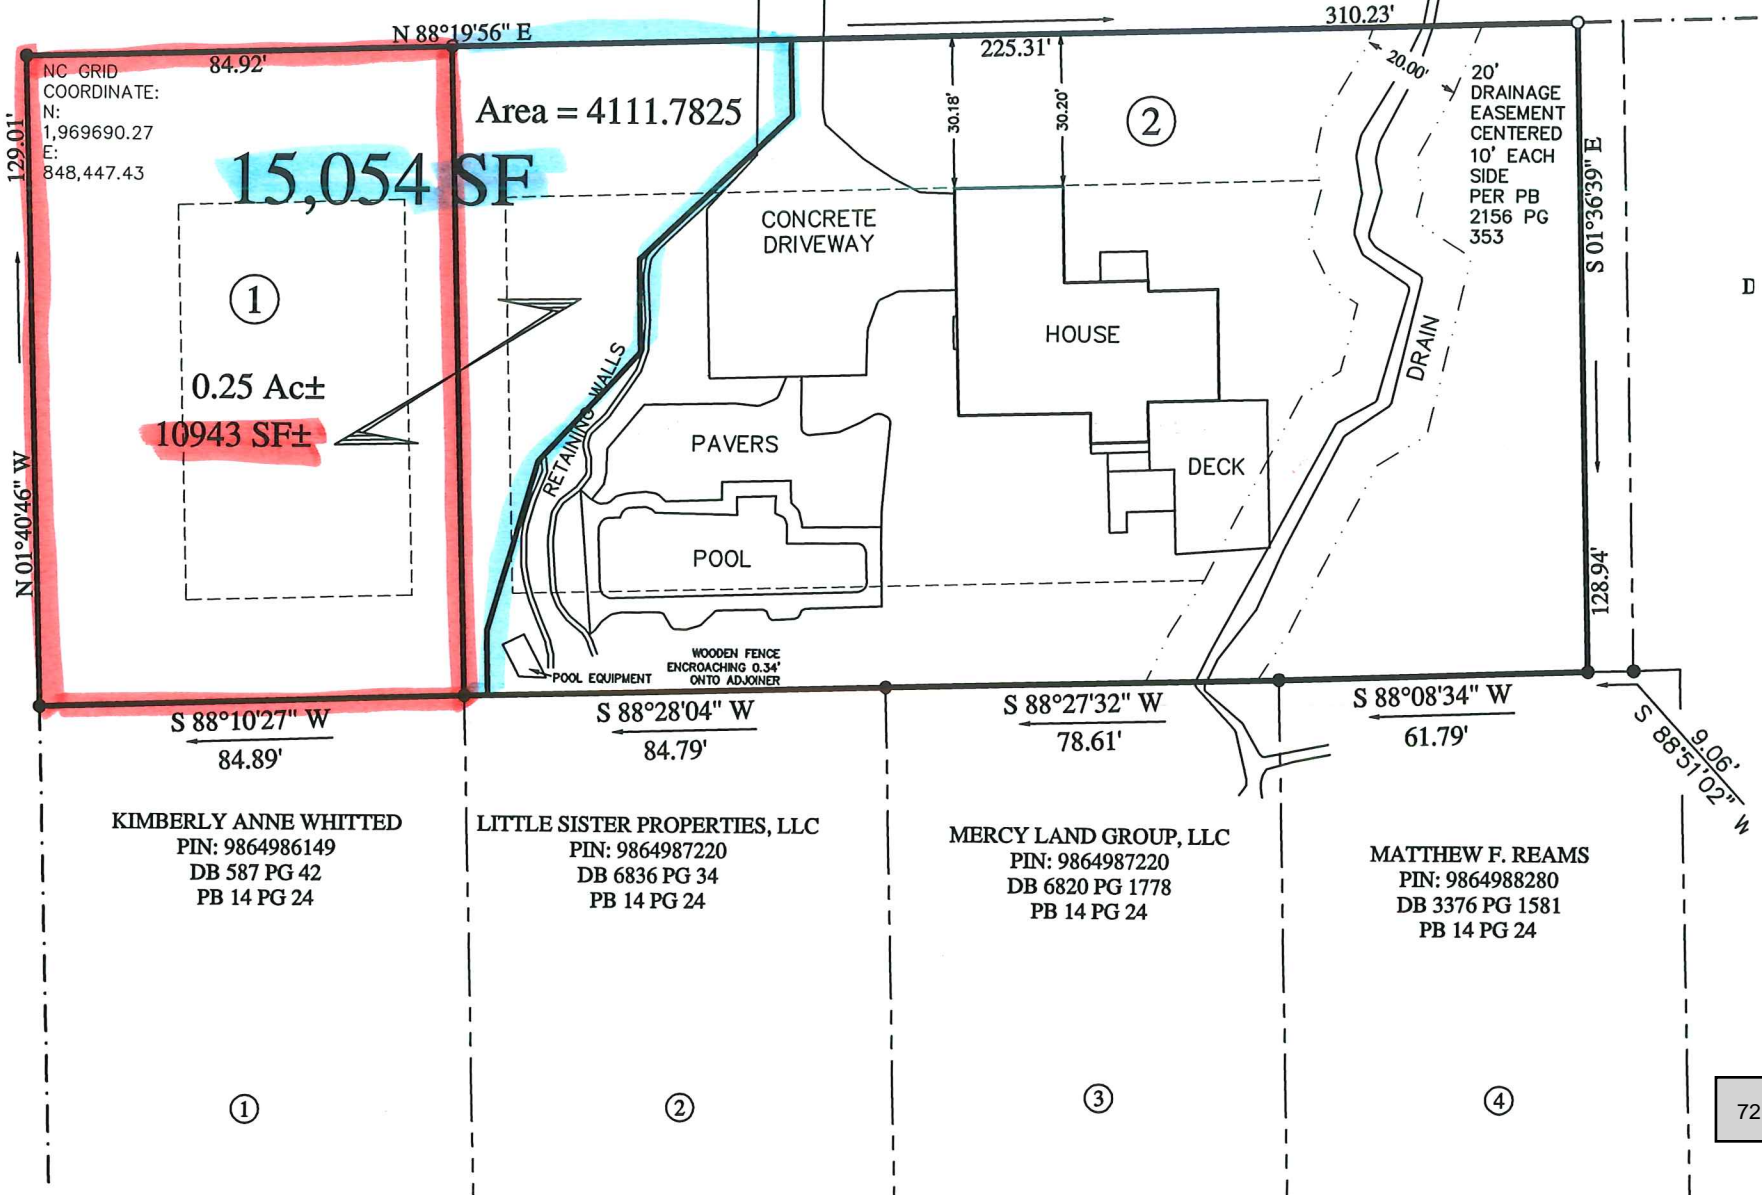 N 88°19'56" E
84.92'
310.23'
225.31'
NC GRID
COORDINATE:
N:
1,969690.27
E:
848,447.43
129.01'
N 01°40'46" W
Area = 4111.7825
15,054 SF
1
0.25 Ac±
10943 SF±
30.18'
30.20'
2
20.00'
20'
DRAINAGE
EASEMENT
CENTERED
10' EACH
SIDE
PER PB
2156 PG
353
S 01°36'39" E
128.94'
D
CONCRETE
DRIVEWAY
HOUSE
DRAIN
RETAINING WALLS
PAVERS
DECK
POOL
WOODEN FENCE
ENCROACHING 0.34'
ONTO ADJOINER
POOL EQUIPMENT
S 88°10'27" W
84.89'
S 88°28'04" W
84.79'
S 88°27'32" W
78.61'
S 88°08'34" W
61.79'
9.06'
S 88°51'02" W
KIMBERLY ANNE WHITTED
PIN: 9864986149
DB 587 PG 42
PB 14 PG 24
LITTLE SISTER PROPERTIES, LLC
PIN: 9864987220
DB 6836 PG 34
PB 14 PG 24
MERCY LAND GROUP, LLC
PIN: 9864987220
DB 6820 PG 1778
PB 14 PG 24
MATTHEW F. REAMS
PIN: 9864988280
DB 3376 PG 1581
PB 14 PG 24
1
2
3
4
72